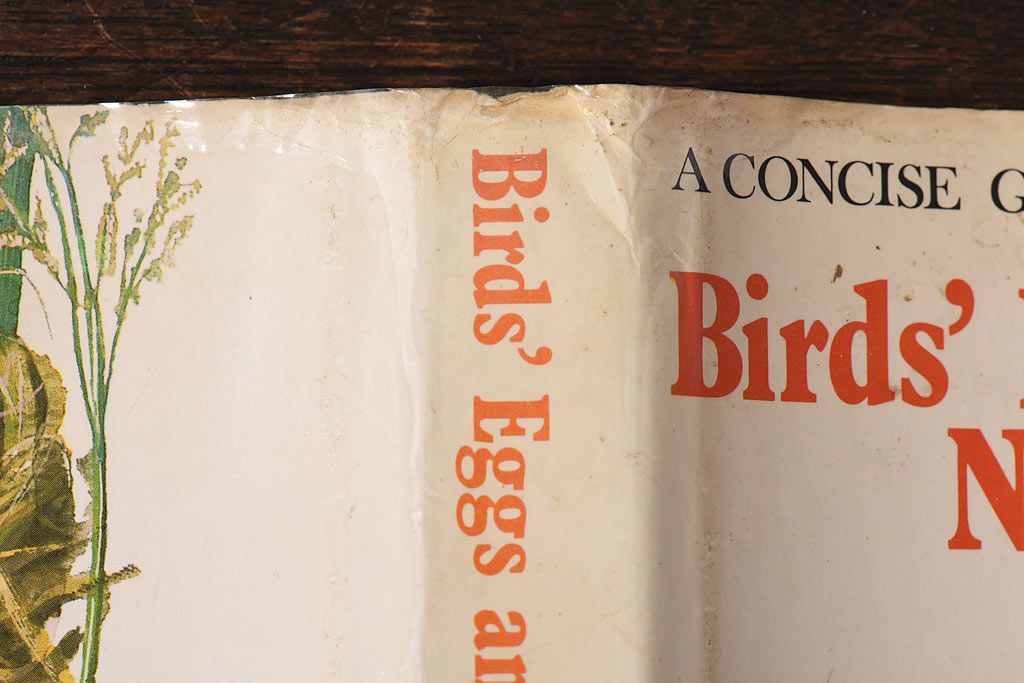 Birds' Eggs an
A CONCISE G
Birds'
N